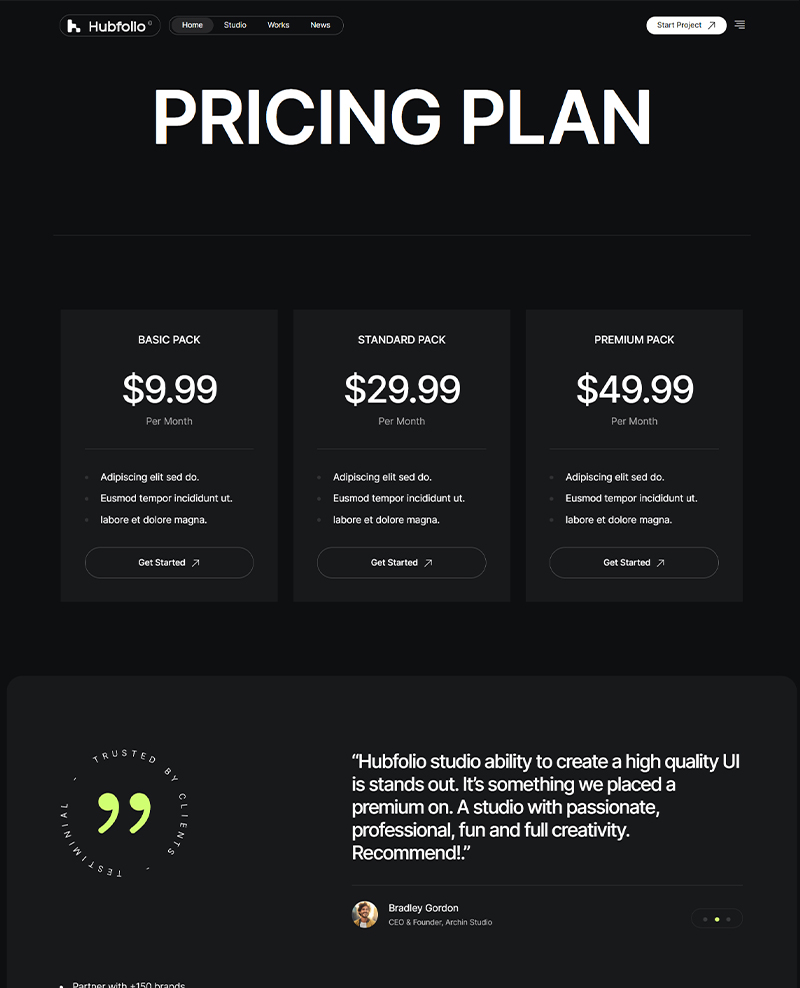 Hubfolio
Home Studio Works News
Start Project
PRICING PLAN
BASIC PACK
$9.99
Per Month
Adipiscing elit sed do.
Eusmod tempor incididunt ut.
labore et dolore magna.
Get Started
STANDARD PACK
$29.99
Per Month
Adipiscing elit sed do.
Eusmod tempor incididunt ut.
labore et dolore magna.
Get Started
PREMIUM PACK
$49.99
Per Month
Adipiscing elit sed do.
Eusmod tempor incididunt ut.
labore et dolore magna.
Get Started
TRUSTED BY CLIENTS - TESTIMINIAL -
“Hubfolio studio ability to create a high quality UI
is stands out. It’s something we placed a
premium on. A studio with passionate,
professional, fun and full creativity.
Recommend!.”
Bradley Gordon
CEO & Founder, Archin Studio
Partner with +150 brands